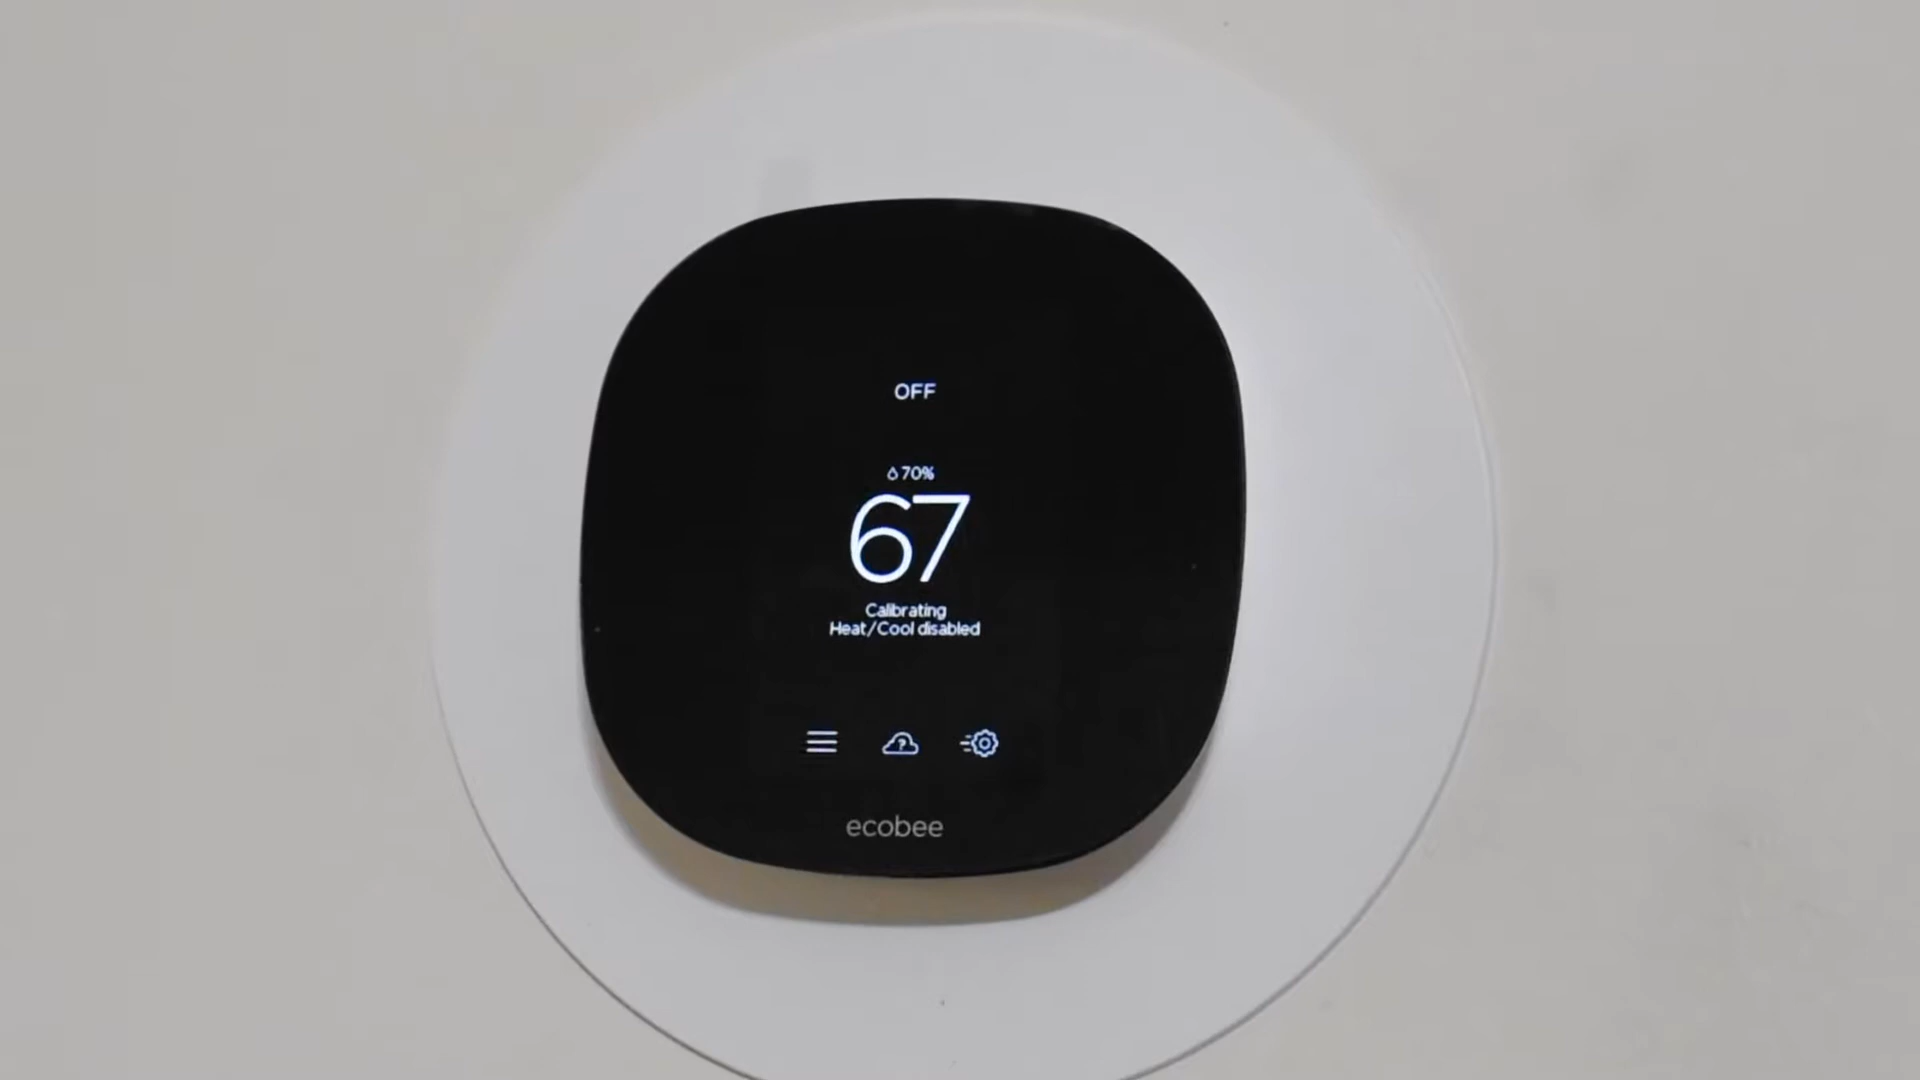 OFF
70%
67
Calibrating
Heat/Cool disabled
?
ecobee